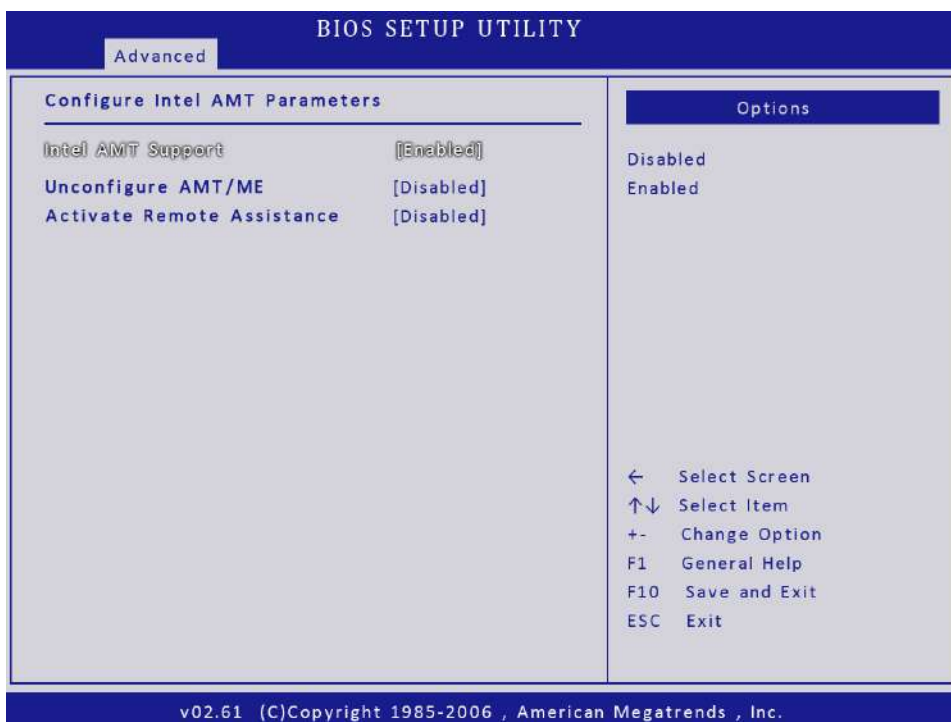 BIOS SETUP UTILITY
Advanced
Configure Intel AMT Parameters
Intel AMT Support [Enabled]
Unconfigure AMT/ME [Disabled]
Activate Remote Assistance [Disabled]
Options
Disabled
Enabled
← Select Screen
↑↓ Select Item
+- Change Option
F1 General Help
F10 Save and Exit
ESC Exit
v02.61 (C)Copyright 1985-2006 , American Megatrends , Inc.